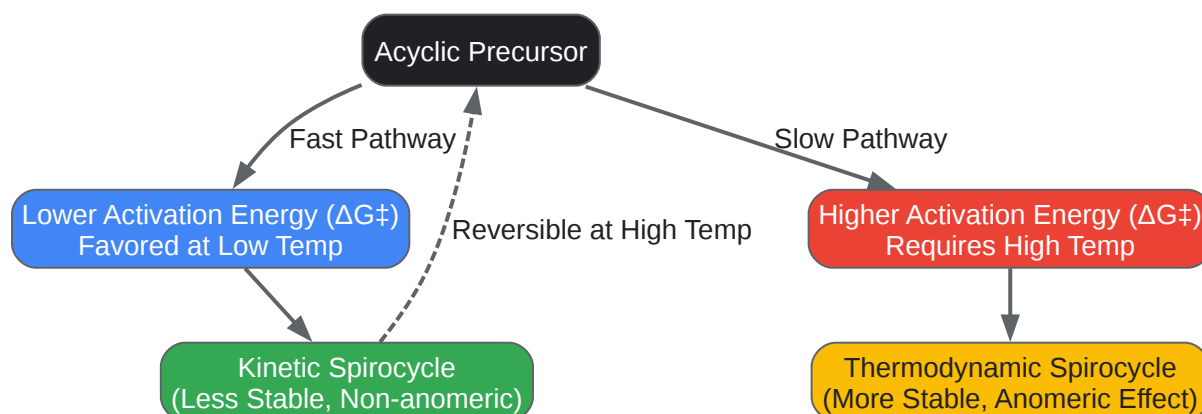 Acyclic Precursor
Fast Pathway
Slow Pathway
Lower Activation Energy (ΔG‡)
Favored at Low Temp
Reversible at High Temp
Higher Activation Energy (ΔG‡)
Requires High Temp
Kinetic Spirocycle
(Less Stable, Non-anomeric)
Thermodynamic Spirocycle
(More Stable, Anomeric Effect)